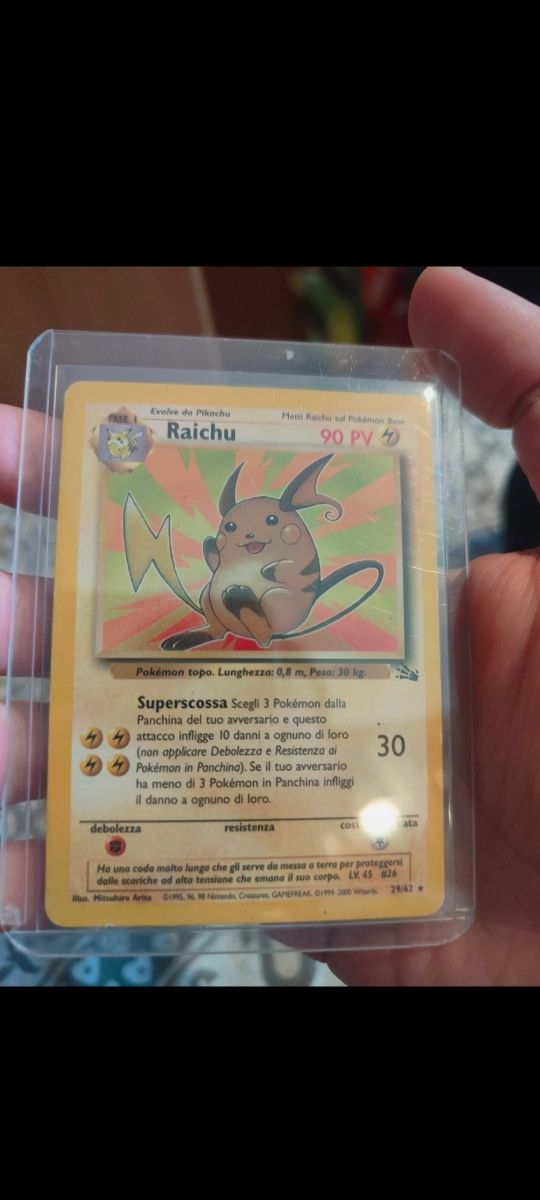 FASE 1
Evolve da Pikachu
Metti Raichu sul Pokémon Base
Raichu
90 PV
Pokémon topo. Lunghezza: 0,8 m, Peso: 30 kg.
Superscossa Scegli 3 Pokémon dalla
Panchina del tuo avversario e questo
attacco infligge 10 danni a ognuno di loro
(non applicare Debolezza e Resistenza ai
Pokémon in Panchina). Se il tuo avversario
ha meno di 3 Pokémon in Panchina infliggi
il danno a ognuno di loro.
30
debolezza
resistenza
Ha una coda molto lunga che gli serve da messa a terra per proteggersi
dalle scariche ad alta tensione che emana il suo corpo. LV. 45 #26
Illus. Mitsuhiro Arita ©1995, 96, 98 Nintendo, Creatures, GAMEFREAK. ©1999-2000 Wizards. 29/62 ★